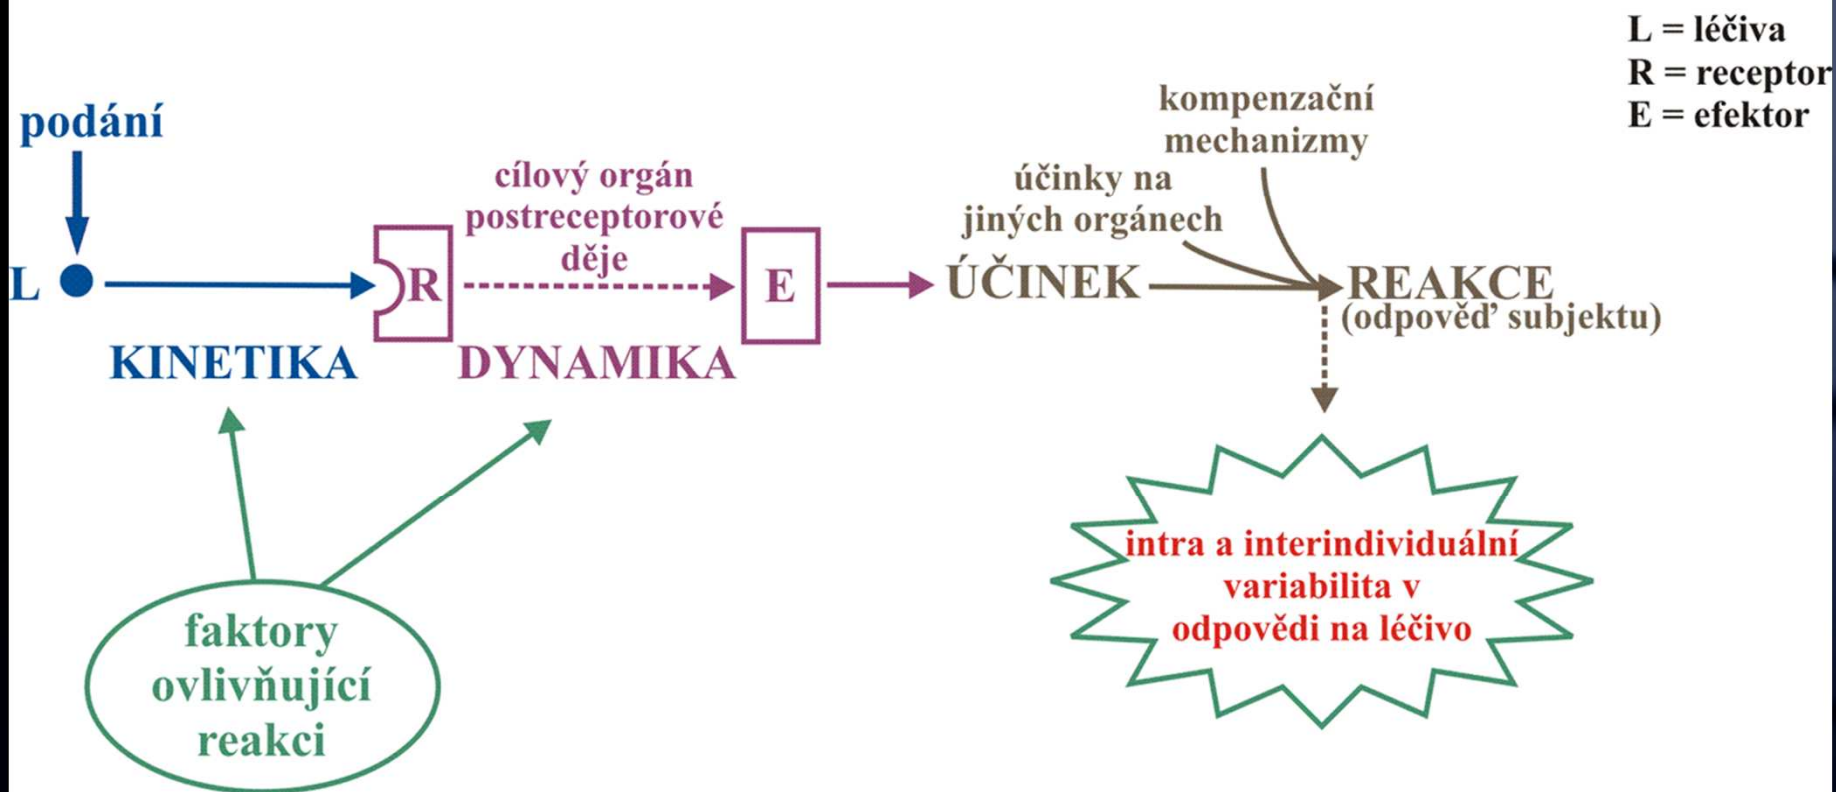 L = léčiva
R = receptor
E = efektor
podání
L
KINETIKA
R
cílový orgán
postreceptorové
děje
DYNAMIKA
E
ÚČINEK
účinky na
jiných orgánech
kompenzační
mechanizmy
REAKCE
(odpověď subjektu)
faktory
ovlivňující
reakci
intra a interindividuální
variabilita v
odpovědi na léčivo